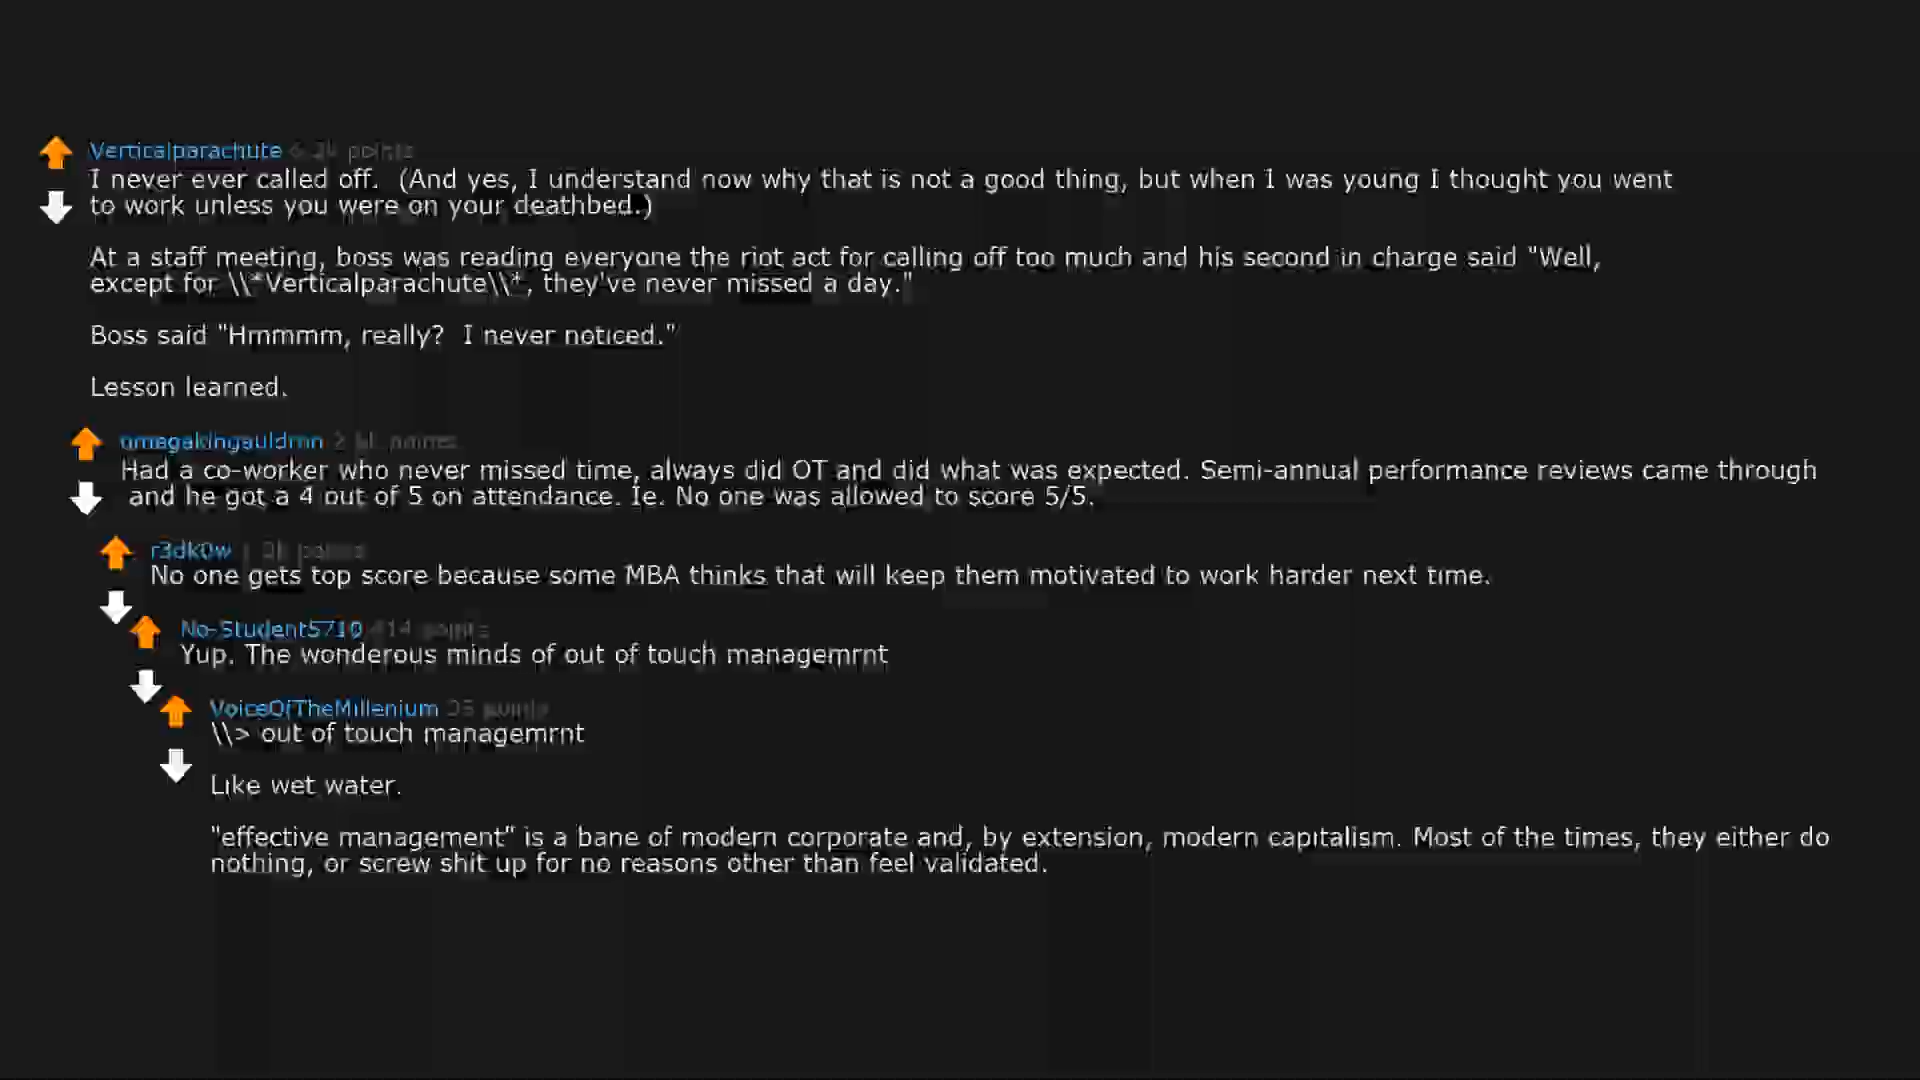 Verticalparachute points
I never ever called off.  (And yes, I understand now why that is not a good thing, but when I was young I thought you went
to work unless you were on your deathbed.)
At a staff meeting, boss was reading everyone the riot act for calling off too much and his second in charge said "Well,
except for \\*Verticalparachute\\*, they've never missed a day."
Boss said "Hmmmm, really?  I never noticed."
Lesson learned.
omegakingauldron points
Had a co-worker who never missed time, always did OT and did what was expected. Semi-annual performance reviews came through
and he got a 4 out of 5 on attendance. Ie. No one was allowed to score 5/5.
r3dk0w points
No one gets top score because some MBA thinks that will keep them motivated to work harder next time.
No-Student5710 414 points
Yup. The wonderous minds of out of touch managemrnt
VoiceOfTheMillenium 35 points
\\> out of touch managemrnt
Like wet water.
"effective management" is a bane of modern corporate and, by extension, modern capitalism. Most of the times, they either do
nothing, or screw shit up for no reasons other than feel validated.